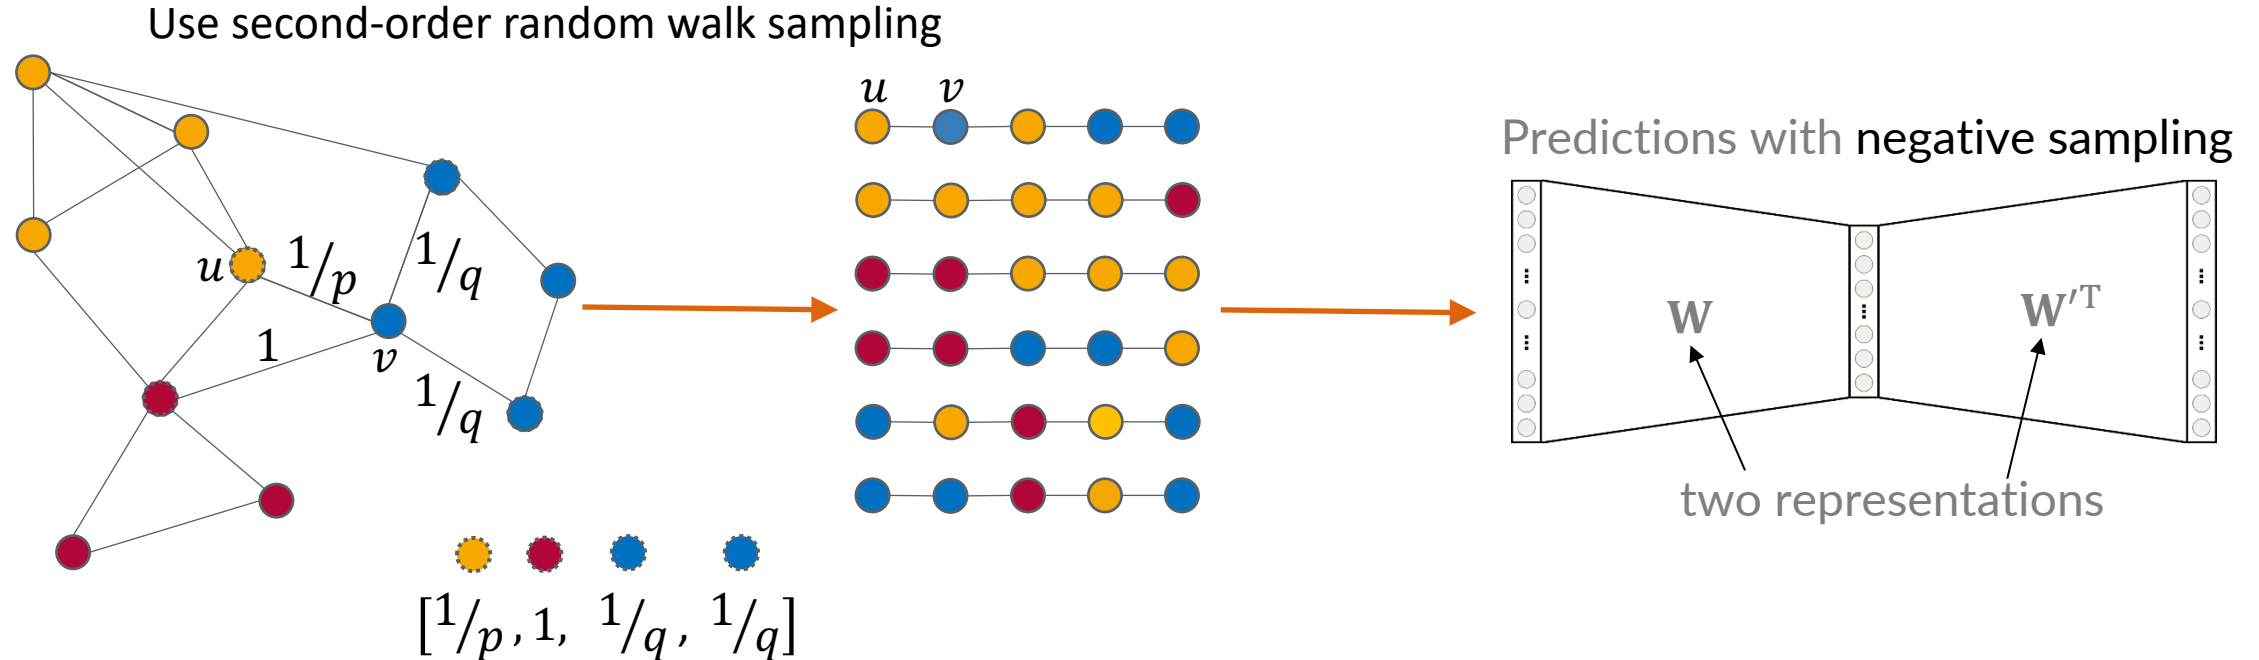 Use second-order random walk sampling
u v
Predictions with negative sampling
u 1/p 1/q
1 v
1/q
W W′ᵀ
two representations
[1/p, 1, 1/q, 1/q]